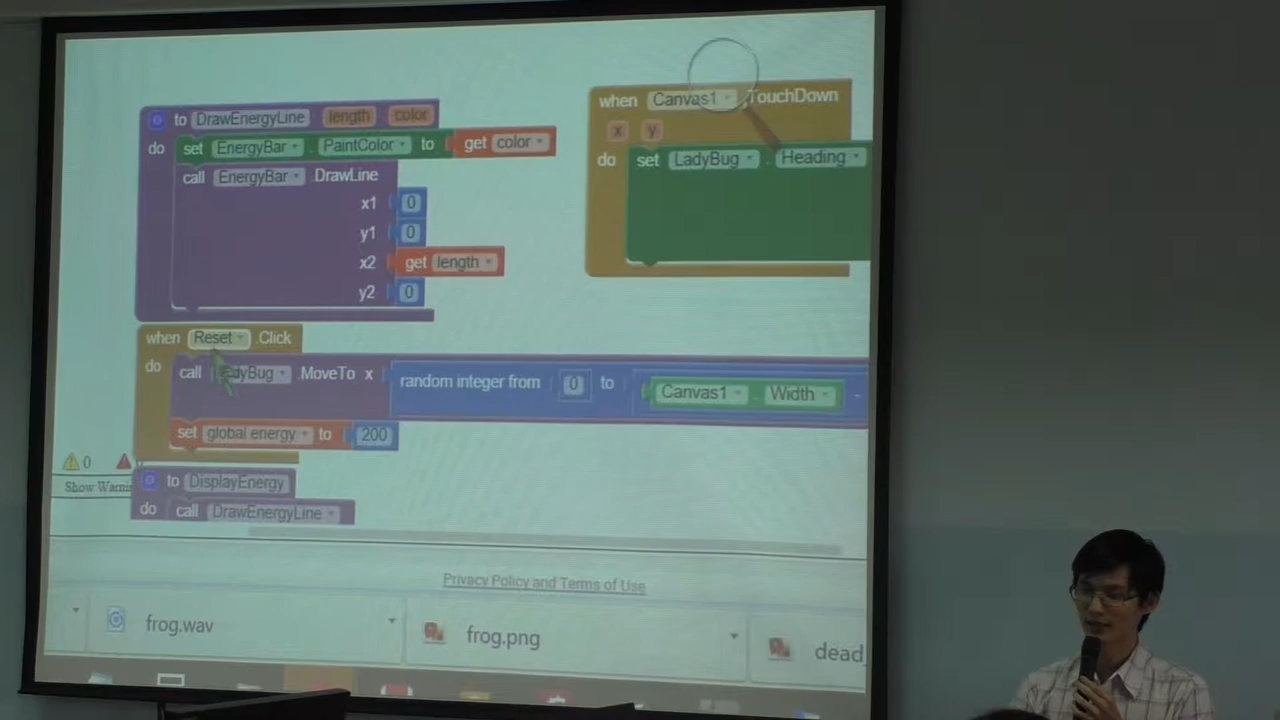 to DrawEnergyLine length color
do set EnergyBar . PaintColor to get color
call EnergyBar .DrawLine
x1 0
y1 0
x2 get length
y2 0
when Canvas1 .TouchDown
x y
do set LadyBug . Heading
when Reset .Click
do call LadyBug .MoveTo x random integer from 0 to Canvas1 . Width -
set global energy to 200
0
Show
to DisplayEnergy
do call DrawEnergyLine
Privacy Policy and Terms of Use
frog.wav
frog.png
dead_